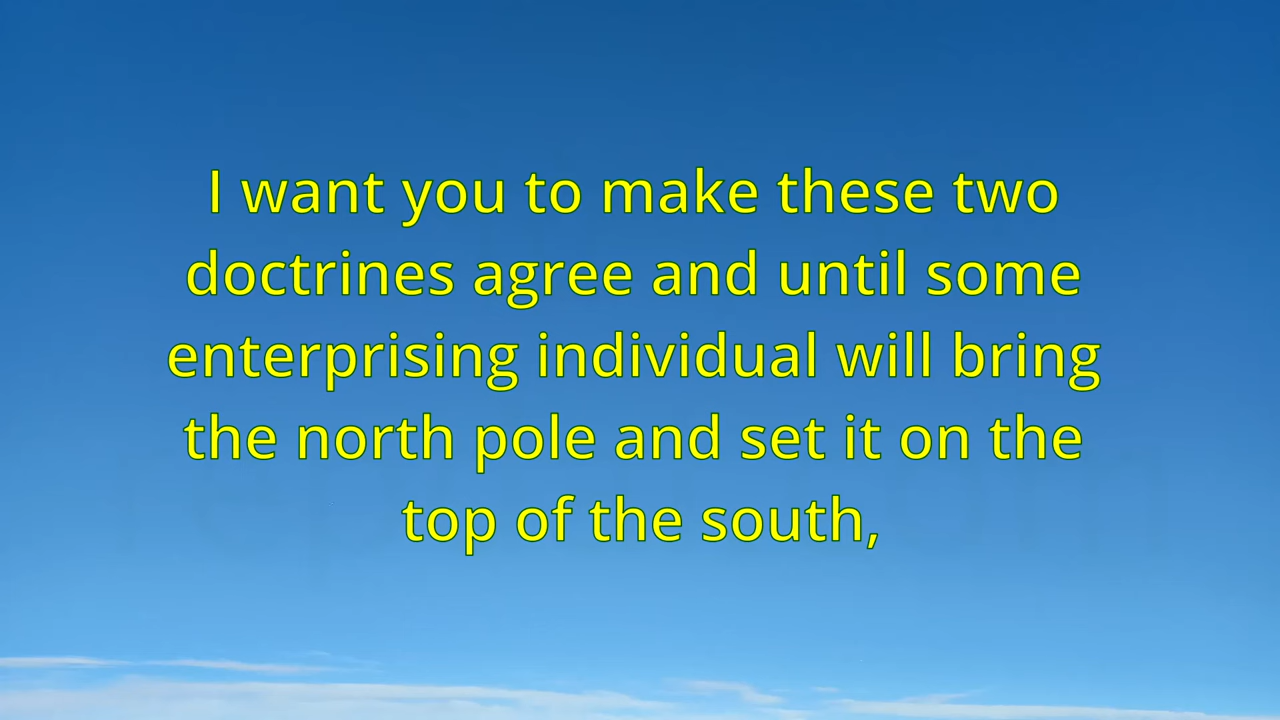 I want you to make these two
doctrines agree and until some
enterprising individual will bring
the north pole and set it on the
top of the south,